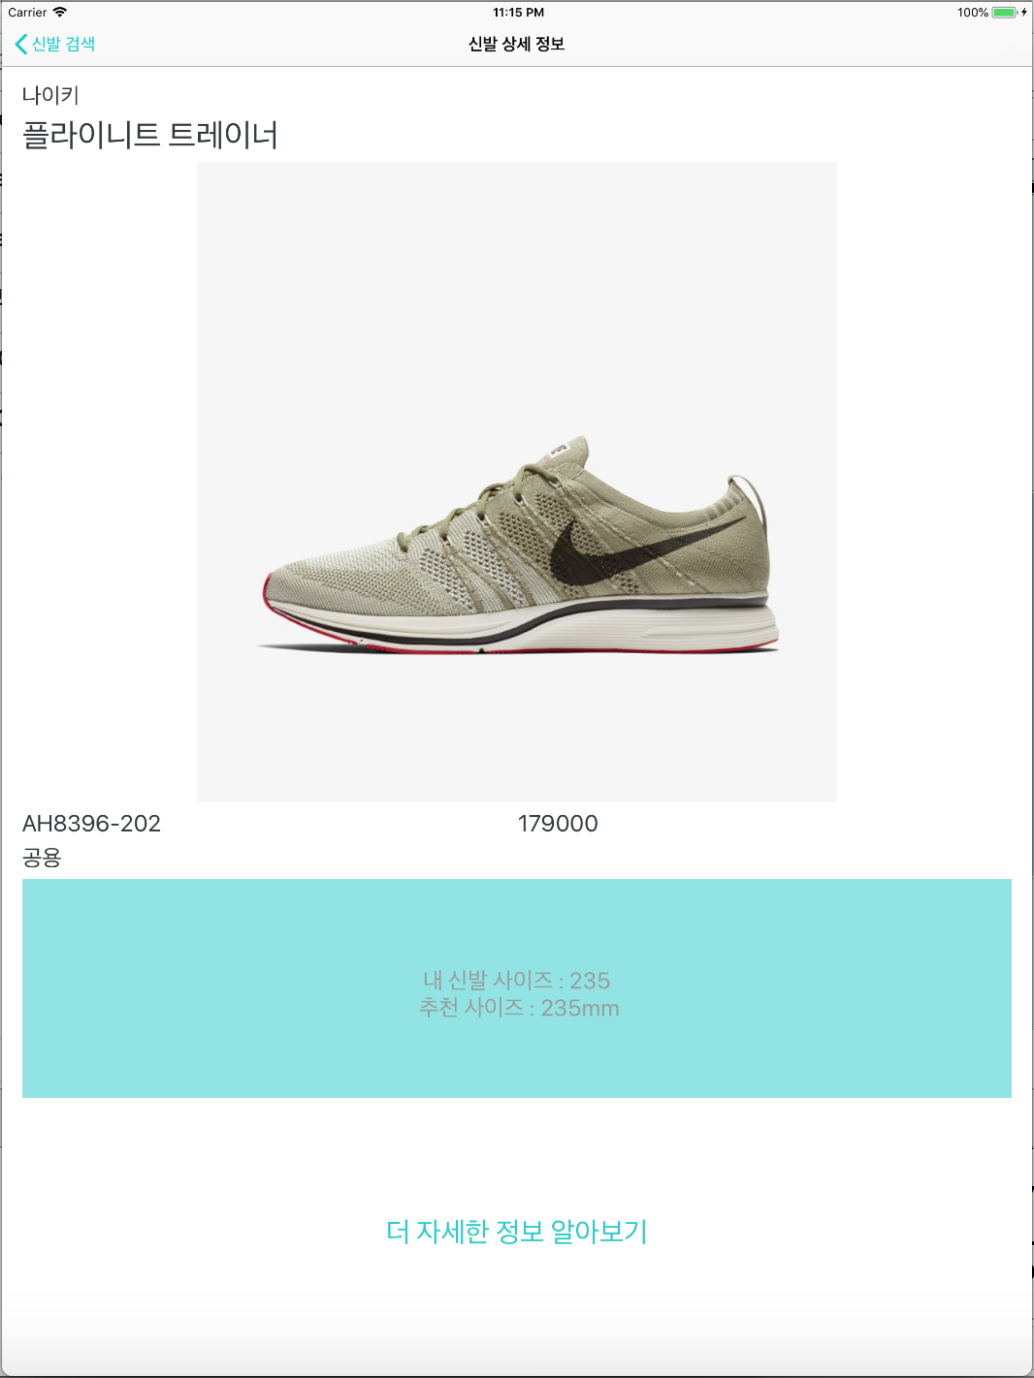 Carrier 11:15 PM 100%
신발 검색 신발 상세 정보
나이키
플라이니트 트레이너
AH8396-202 179000
공용
내 신발 사이즈 : 235
추천 사이즈 : 235mm
더 자세한 정보 알아보기